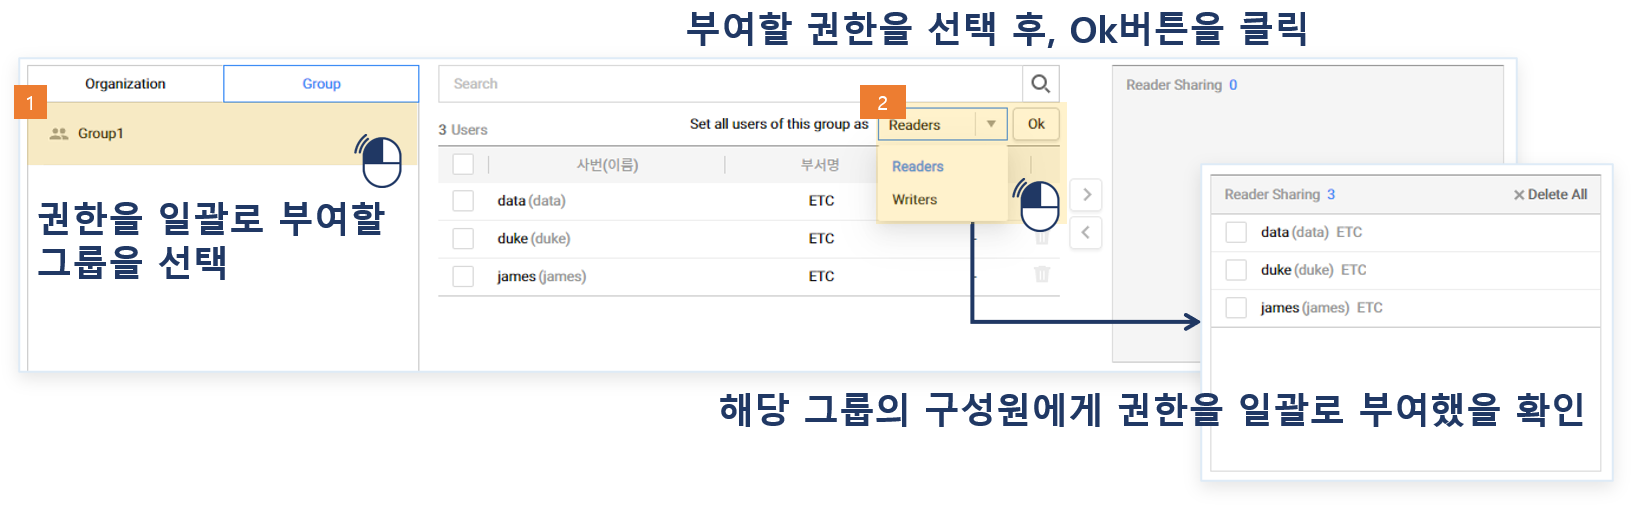 부여할 권한을 선택 후, Ok버튼을 클릭
Organization
Group
1
Group1
권한을 일괄로 부여할
그룹을 선택
Search
2
3 Users
Set all users of this group as
Readers
Ok
Readers
Writers
사번(이름)
부서명
data (data) ETC
duke (duke) ETC -
james (james) ETC -
Reader Sharing 0
Reader Sharing 3
Delete All
data (data) ETC
duke (duke) ETC
james (james) ETC
해당 그룹의 구성원에게 권한을 일괄로 부여했을 확인